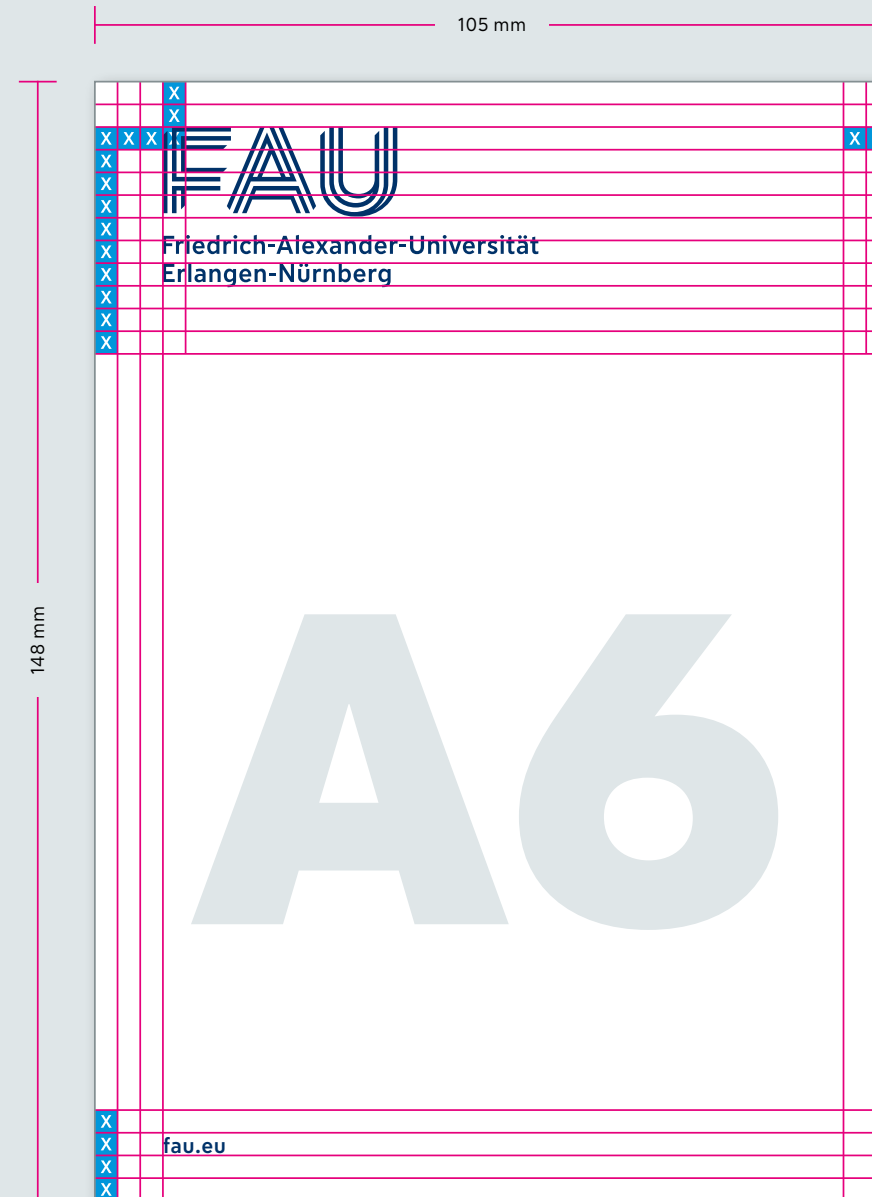 105 mm
X
X
X X X X X
X
X
X
X
X
X
X
X
X
FAU
Friedrich-Alexander-Universität
Erlangen-Nürnberg
148 mm
A6
X
X fau.eu
X
X